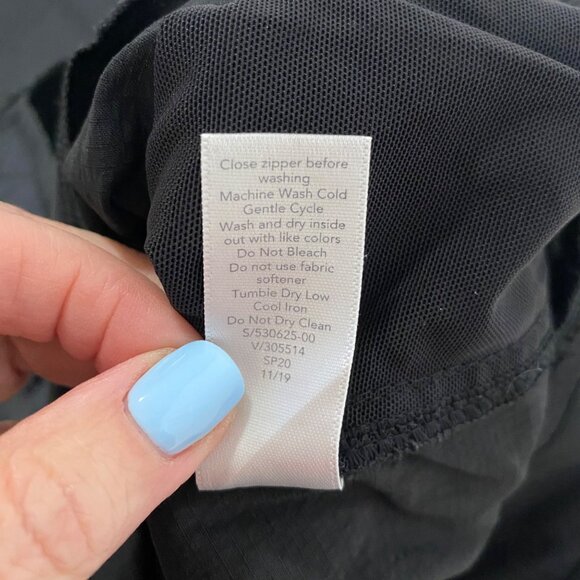 Close zipper before
washing
Machine Wash Cold
Gentle Cycle
Wash and dry inside
out with like colors
Do Not Bleach
Do not use fabric
softener
Tumble Dry Low
Cool Iron
Do Not Dry Clean
S/530625-00
V/305514
SP20
11/19